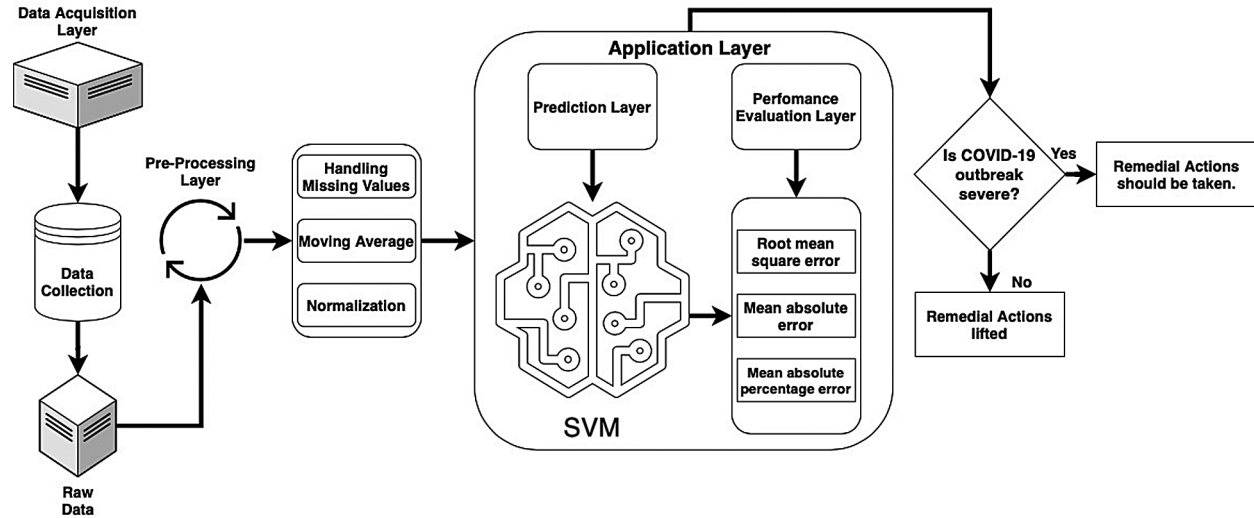 Data Acquisition
Layer
Data
Collection
Raw
Data
Pre-Processing
Layer
Handling
Missing Values
Moving Average
Normalization
Application Layer
Prediction Layer
SVM
Perfomance
Evaluation Layer
Root mean
square error
Mean absolute
error
Mean absolute
percentage error
Is COVID-19
outbreak
severe?
Yes
Remedial Actions
should be taken.
No
Remedial Actions
lifted